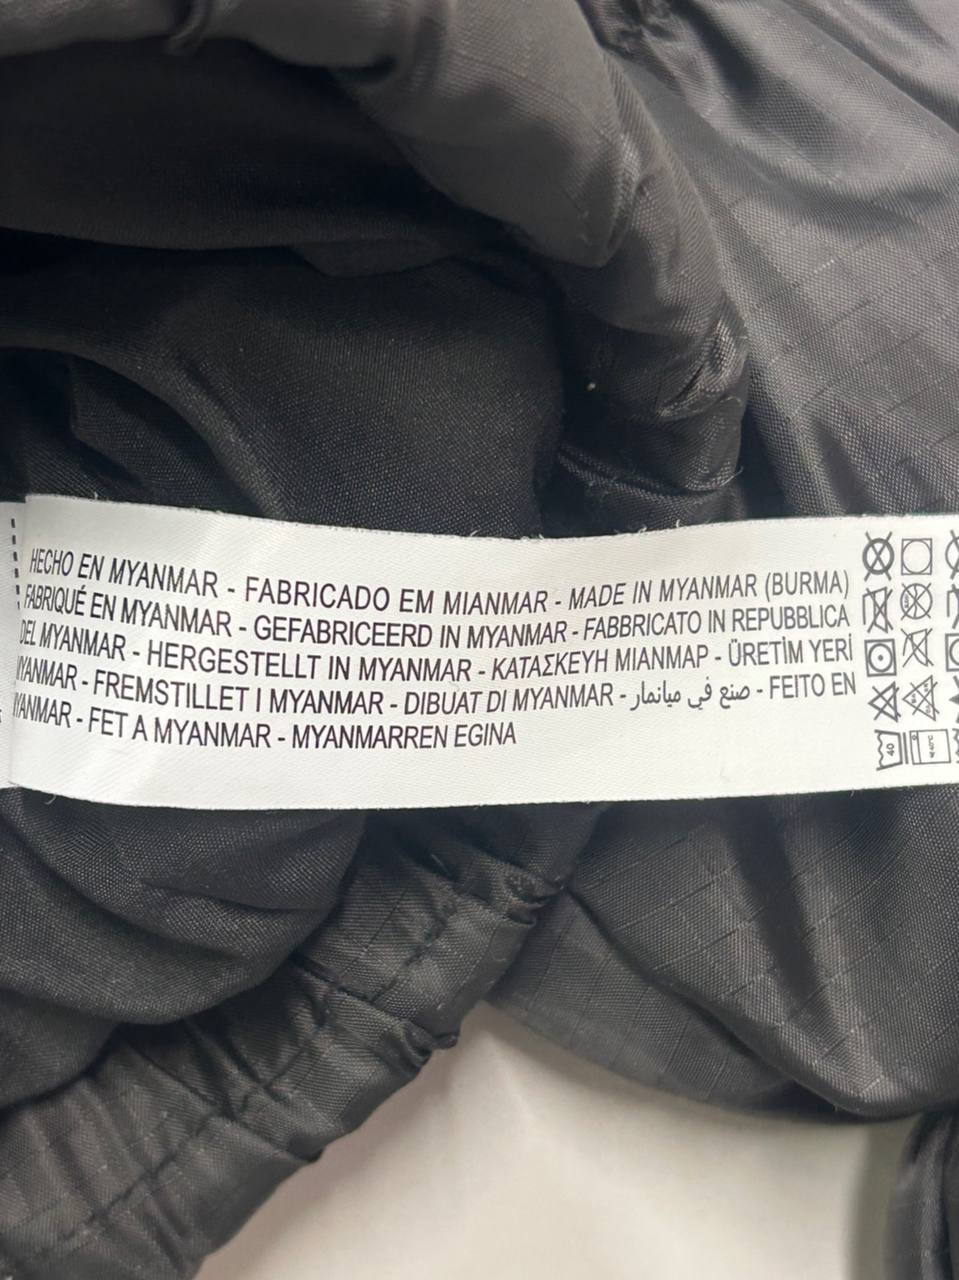 HECHO EN MYANMAR - FABRICADO EM MIANMAR - MADE IN MYANMAR (BURMA)
FABRIQUÉ EN MYANMAR - GEFABRICEERD IN MYANMAR - FABBRICATO IN REPUBBLICA
DEL MYANMAR - HERGESTELLT IN MYANMAR - ΚΑΤΑΣΚΕΥΗ ΜΙΑΝΜΑΡ - ÜRETİM YERİ
MYANMAR - FREMSTILLET I MYANMAR - DIBUAT DI MYANMAR - صنع في ميانمار - FEITO EN
MYANMAR - FET A MYANMAR - MYANMARREN EGINA
40